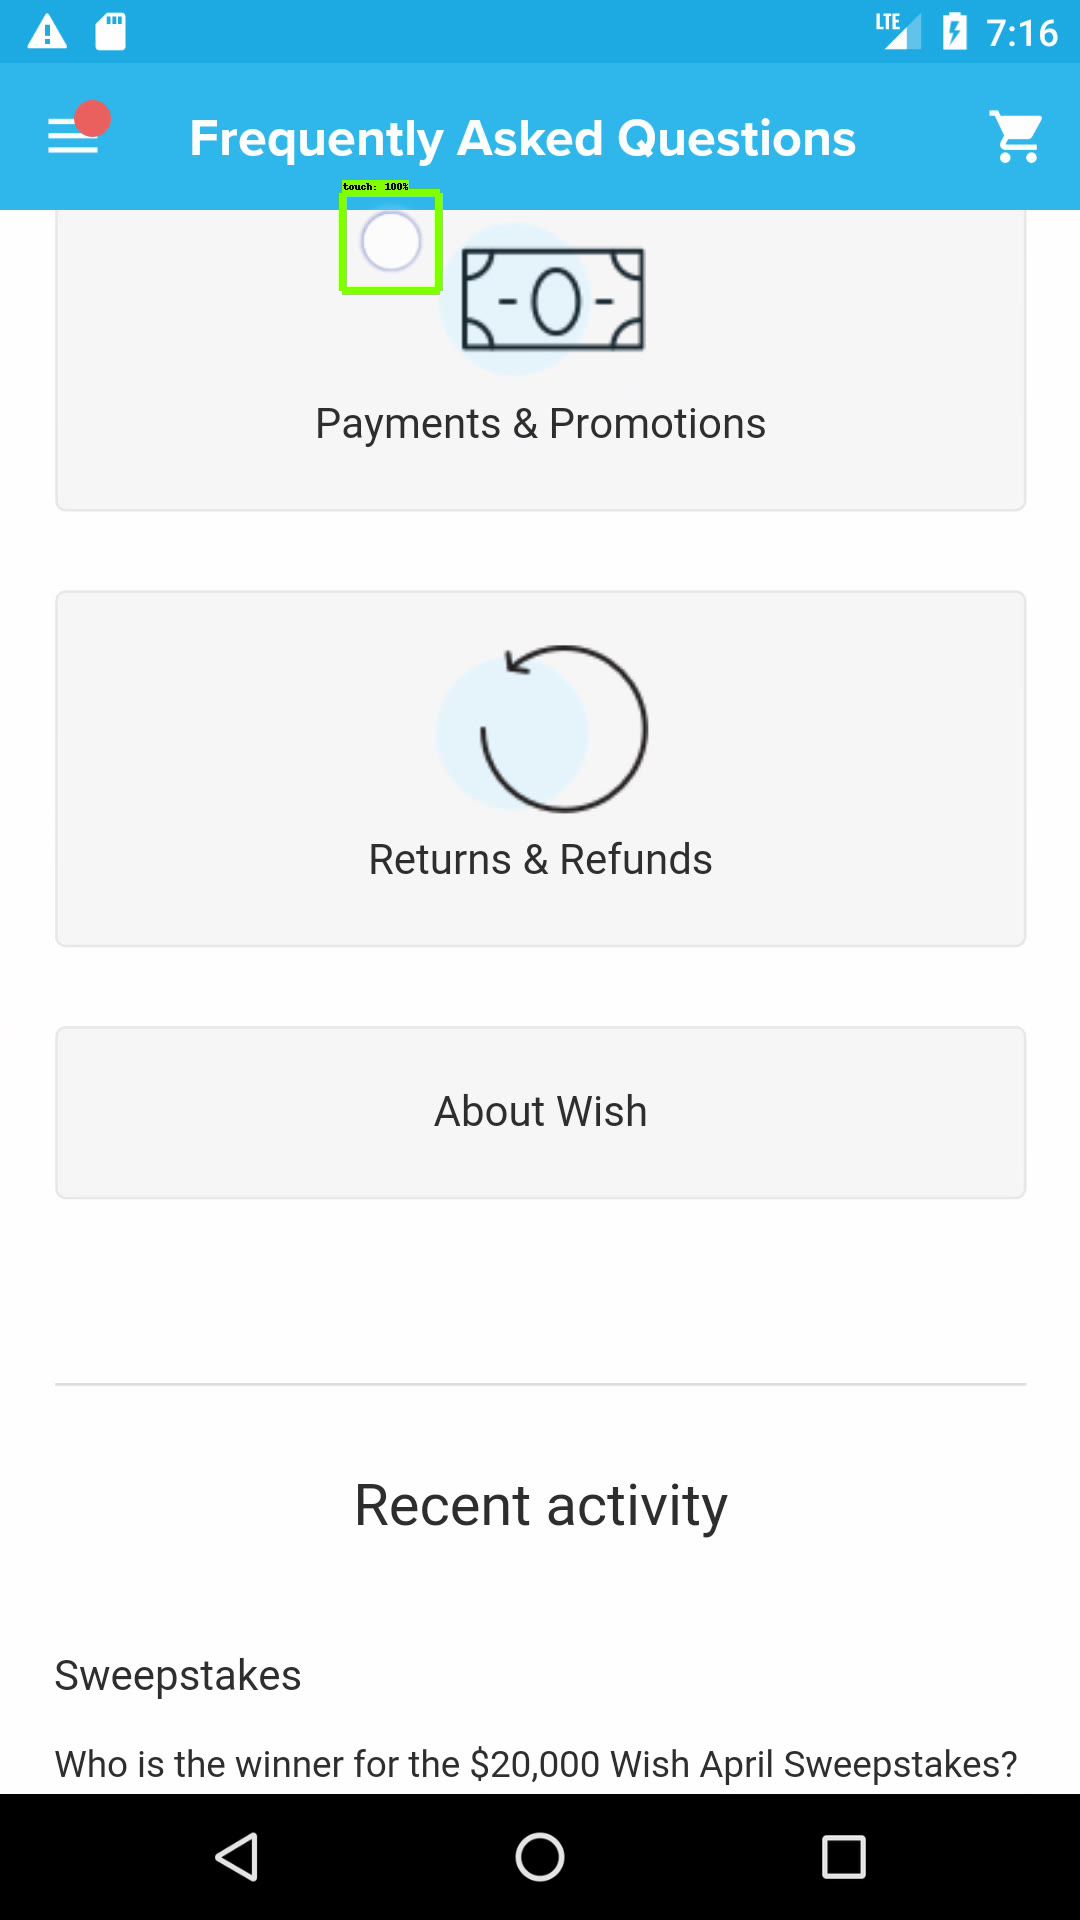 LTE 7:16
Frequently Asked Questions
touch: 100%
Payments & Promotions
Returns & Refunds
About Wish
Recent activity
Sweepstakes
Who is the winner for the $20,000 Wish April Sweepstakes?